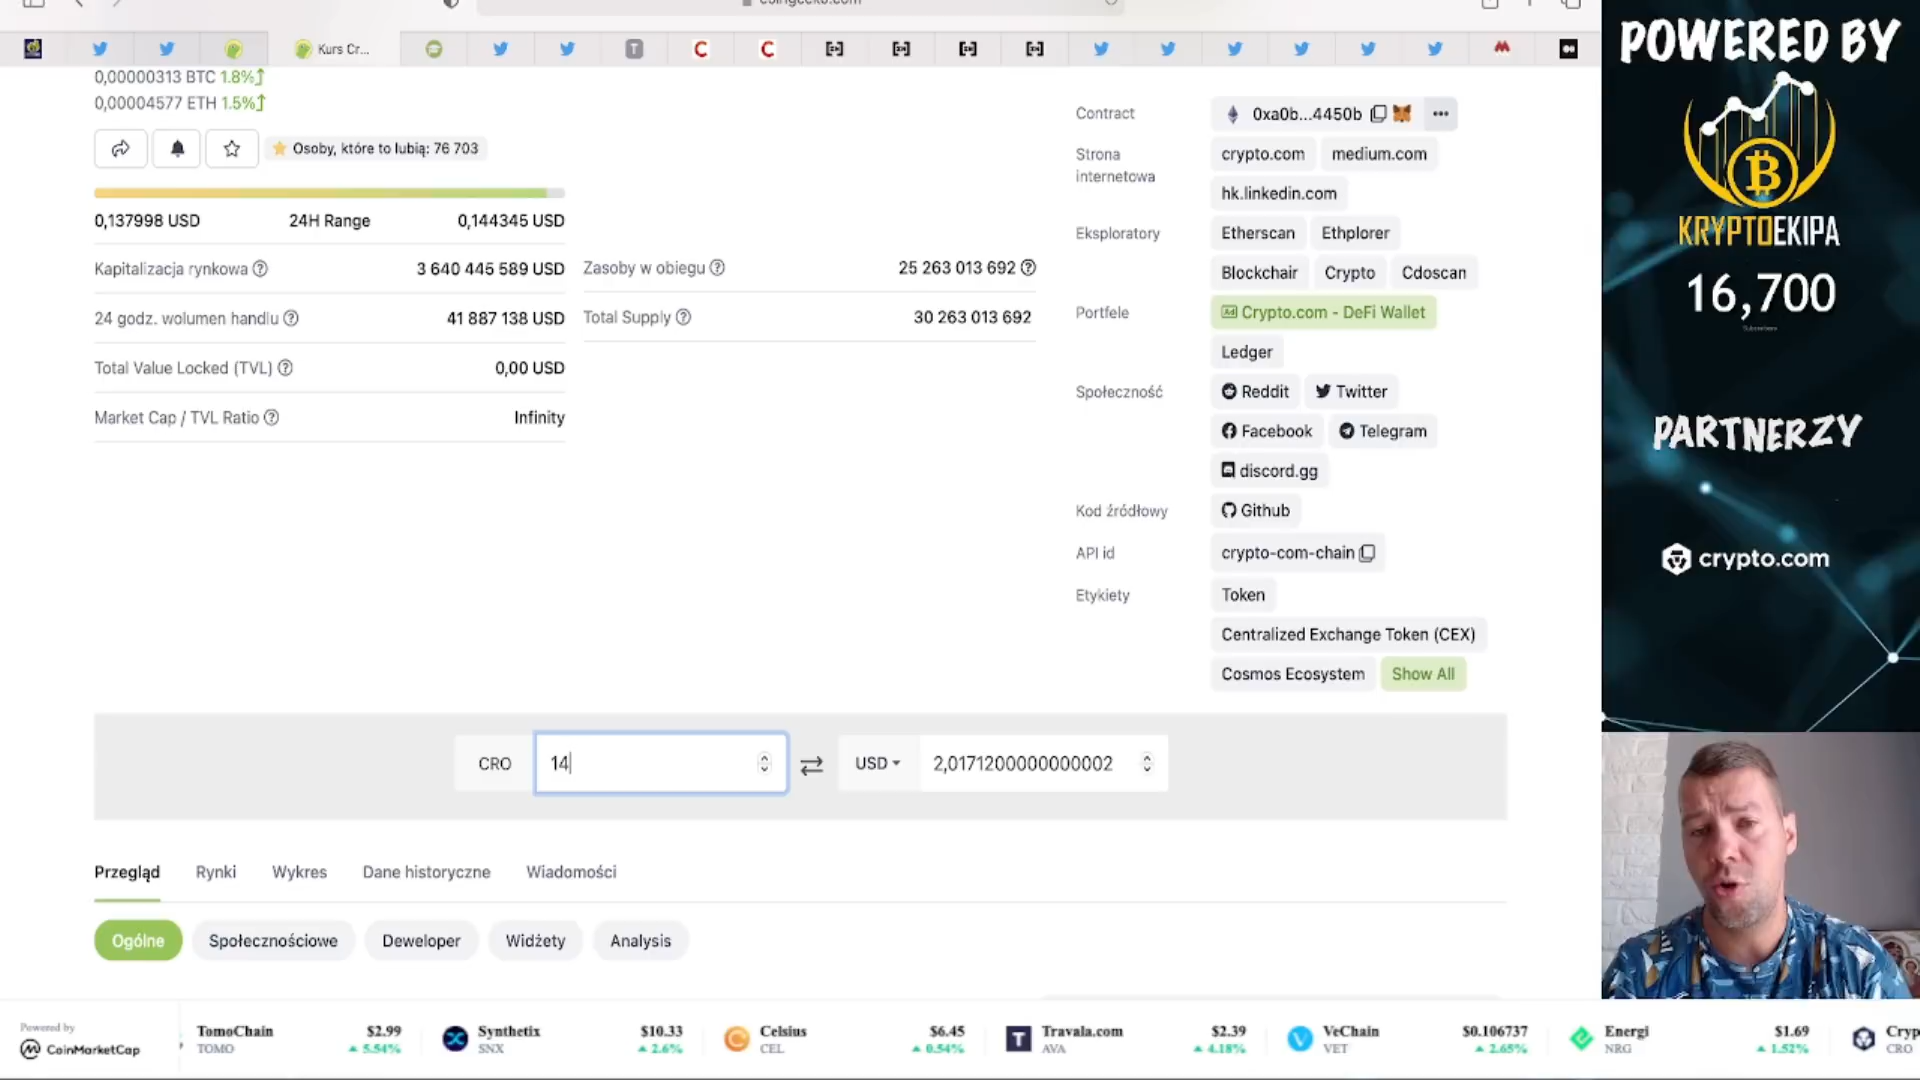 Kurs Cr...
POWERED BY
0,00000313 BTC 1.8%
0,00004577 ETH 1.5%
Osoby, które to lubią: 76 703
0,137998 USD 24H Range 0,144345 USD
Kapitalizacja rynkowa 3 640 445 589 USD
24 godz. wolumen handlu 41 887 138 USD
Total Value Locked (TVL) 0,00 USD
Market Cap / TVL Ratio Infinity
Zasoby w obiegu 25 263 013 692
Total Supply 30 263 013 692
Contract 0xa0b...4450b
Strona internetowa crypto.com medium.com
hk.linkedin.com
Eksploratory Etherscan Ethplorer
Blockchair Crypto Cdoscan
Portfele Ad Crypto.com - DeFi Wallet
Ledger
Społeczność Reddit Twitter
Facebook Telegram
discord.gg
Kod źródłowy Github
API id crypto-com-chain
Etykiety Token
Centralized Exchange Token (CEX)
Cosmos Ecosystem Show All
CRO 14 USD 2,0171200000000002
Przegląd Rynki Wykres Dane historyczne Wiadomości
Ogólne Społecznościowe Deweloper Widżety Analysis
KRYPTOEKIPA
16,700
Subscribers
PARTNERZY
crypto.com
Powered by
CoinMarketCap
TomoChain $2.99
TOMO 5.54%
Synthetix $10.33
SNX 2.6%
Celsius $6.45
CEL 0.54%
Travala.com $2.39
AVA 4.18%
VeChain $0.106737
VET 2.65%
Energi $1.69
NRG 1.52%
Cryp
CRO